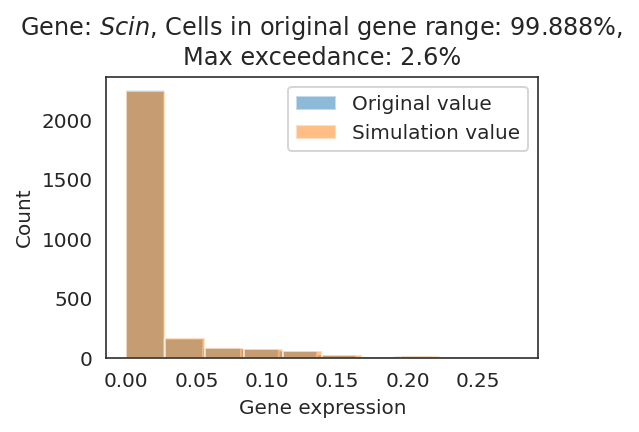 Gene: Scin, Cells in original gene range: 99.888%,
Max exceedance: 2.6%
Original value
Simulation value
2000
1500
1000
500
0
Count
0.00 0.05 0.10 0.15 0.20 0.25
Gene expression